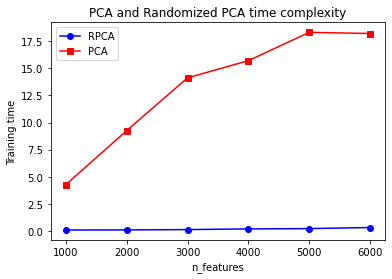 PCA and Randomized PCA time complexity
RPCA
PCA
Training time
17.5
15.0
12.5
10.0
7.5
5.0
2.5
0.0
1000 2000 3000 4000 5000 6000
n_features